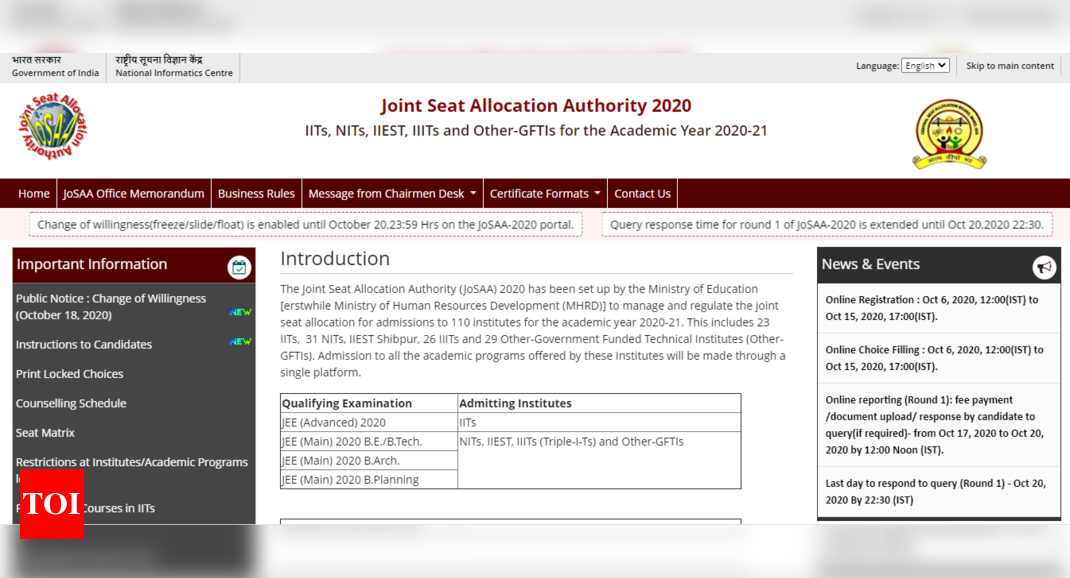 भारत सरकार
Government of India
राष्ट्रीय सूचना विज्ञान केंद्र
National Informatics Centre
Language: English
Skip to main content
Joint Seat Allocation Authority
JoSAA
Joint Seat Allocation Authority 2020
IITs, NITs, IIEST, IIITs and Other-GFTIs for the Academic Year 2020-21
Home
JoSAA Office Memorandum
Business Rules
Message from Chairmen Desk
Certificate Formats
Contact Us
Change of willingness(freeze/slide/float) is enabled until October 20,23:59 Hrs on the JoSAA-2020 portal.
Query response time for round 1 of JoSAA-2020 is extended until Oct 20,2020 22:30.
Important Information
Public Notice : Change of Willingness
(October 18, 2020)
NEW
Instructions to Candidates
NEW
Print Locked Choices
Counselling Schedule
Seat Matrix
Restrictions at Institutes/Academic Programs
Courses in IITs
TOI
Introduction
The Joint Seat Allocation Authority (JoSAA) 2020 has been set up by the Ministry of Education
[erstwhile Ministry of Human Resources Development (MHRD)] to manage and regulate the joint
seat allocation for admissions to 110 institutes for the academic year 2020-21. This includes 23
IITs, 31 NITs, IIEST Shibpur, 26 IIITs and 29 Other-Government Funded Technical Institutes (Other-
GFTIs). Admission to all the academic programs offered by these Institutes will be made through a
single platform.
Qualifying Examination
Admitting Institutes
JEE (Advanced) 2020
IITs
JEE (Main) 2020 B.E./B.Tech.
NITs, IIEST, IIITs (Triple-I-Ts) and Other-GFTIs
JEE (Main) 2020 B.Arch.
JEE (Main) 2020 B.Planning
News & Events
Online Registration : Oct 6, 2020, 12:00(IST) to
Oct 15, 2020, 17:00(IST).
Online Choice Filling : Oct 6, 2020, 12:00(IST) to
Oct 15, 2020, 17:00(IST).
Online reporting (Round 1): fee payment
/document upload/ response by candidate to
query(if required)- from Oct 17, 2020 to Oct 20,
2020 by 12:00 Noon (IST).
Last day to respond to query (Round 1) - Oct 20,
2020 By 22:30 (IST)